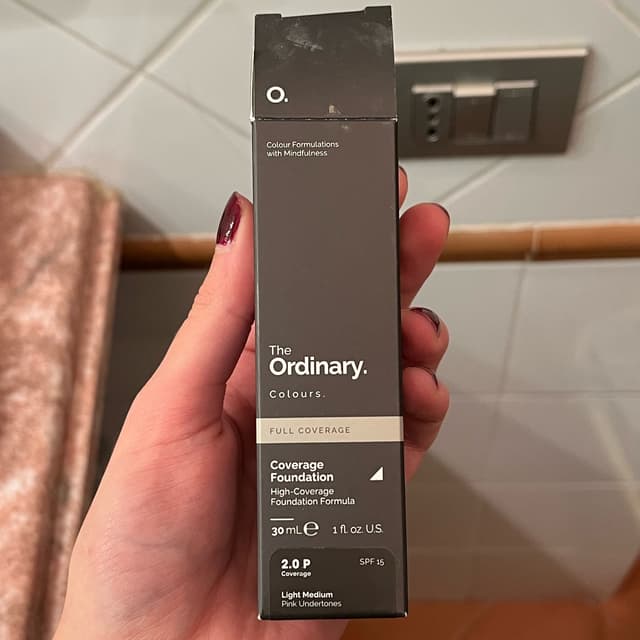 O.
Colour Formulations
with Mindfulness
The
Ordinary.
Colours.
FULL COVERAGE
Coverage
Foundation
High-Coverage
Foundation Formula
30 mL ℮ 1 fl. oz. U.S.
2.0 P SPF 15
Coverage
Light Medium
Pink Undertones